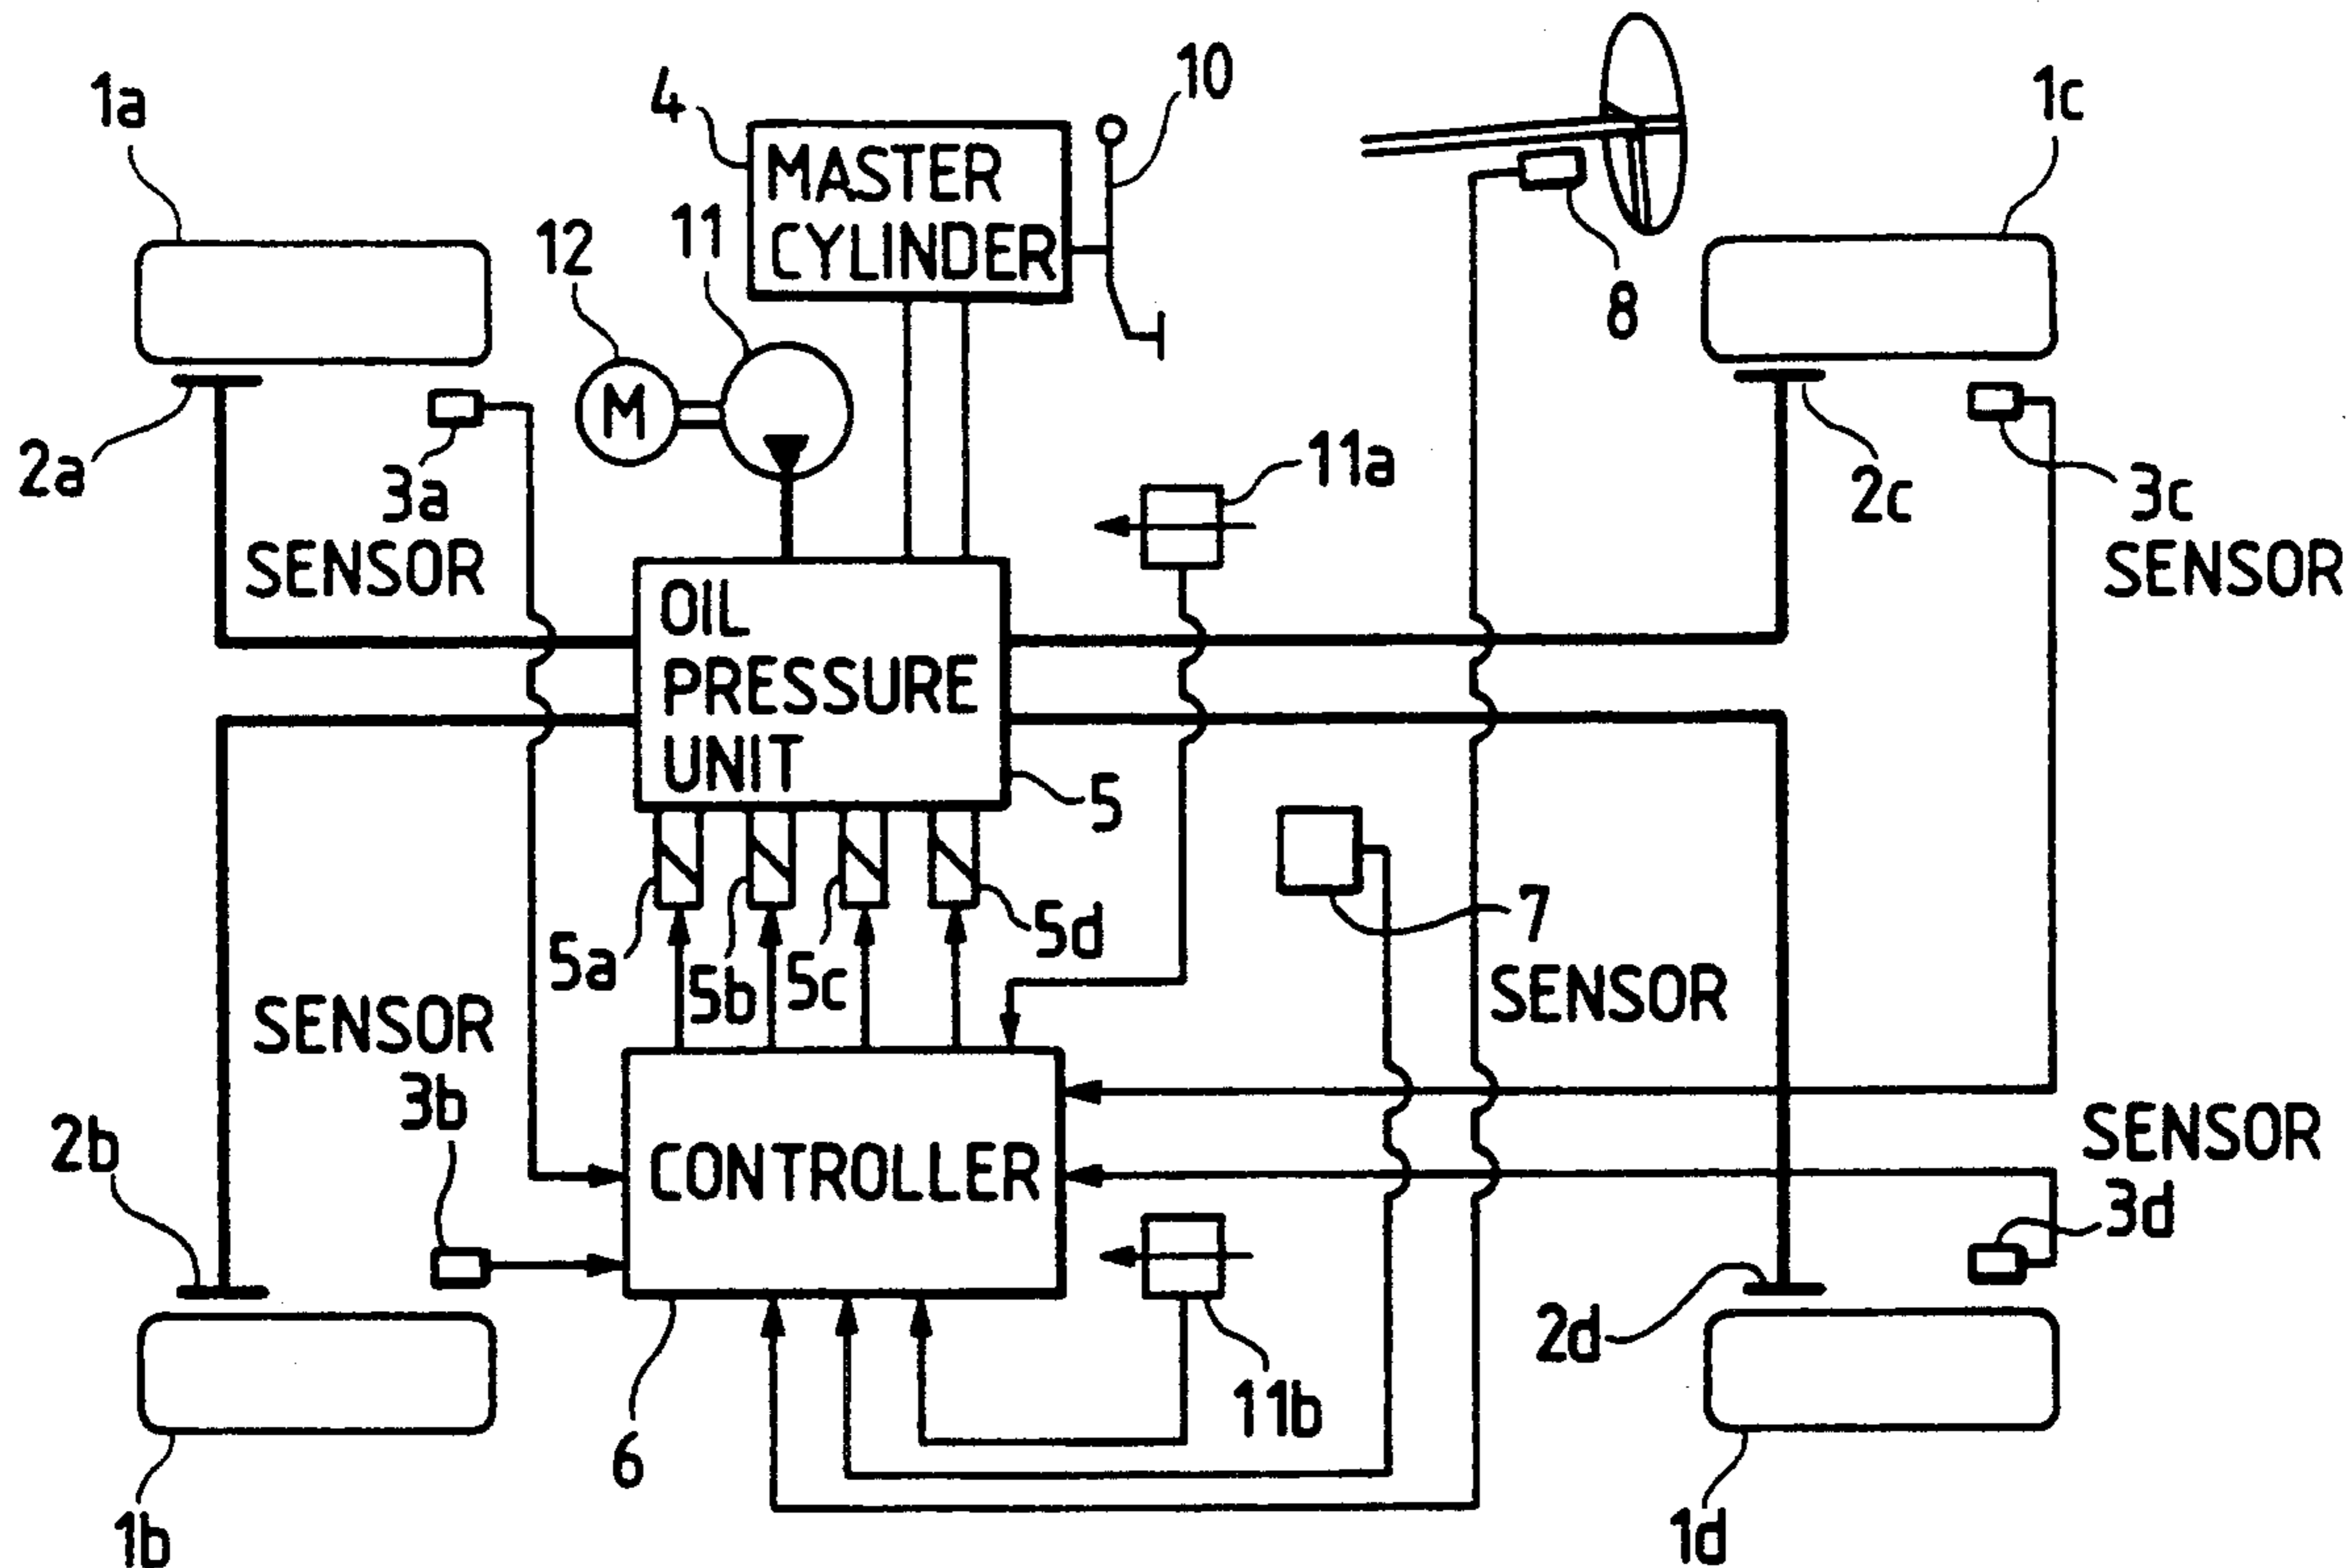 1a
4
10
1c
MASTER
CYLINDER
12
11
8
M
2a
3a
SENSOR
11a
2c
3c
SENSOR
OIL
PRESSURE
UNIT
5
5a
5b
5c
5d
7
SENSOR
SENSOR
3b
2b
CONTROLLER
SENSOR
3d
2d
11b
6
1b
1d